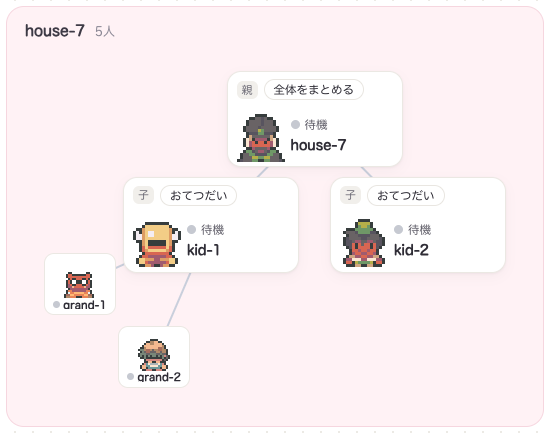 house-7 5人
親 全体をまとめる
待機
house-7
子 おてつだい
待機
kid-1
子 おてつだい
待機
kid-2
grand-1
grand-2